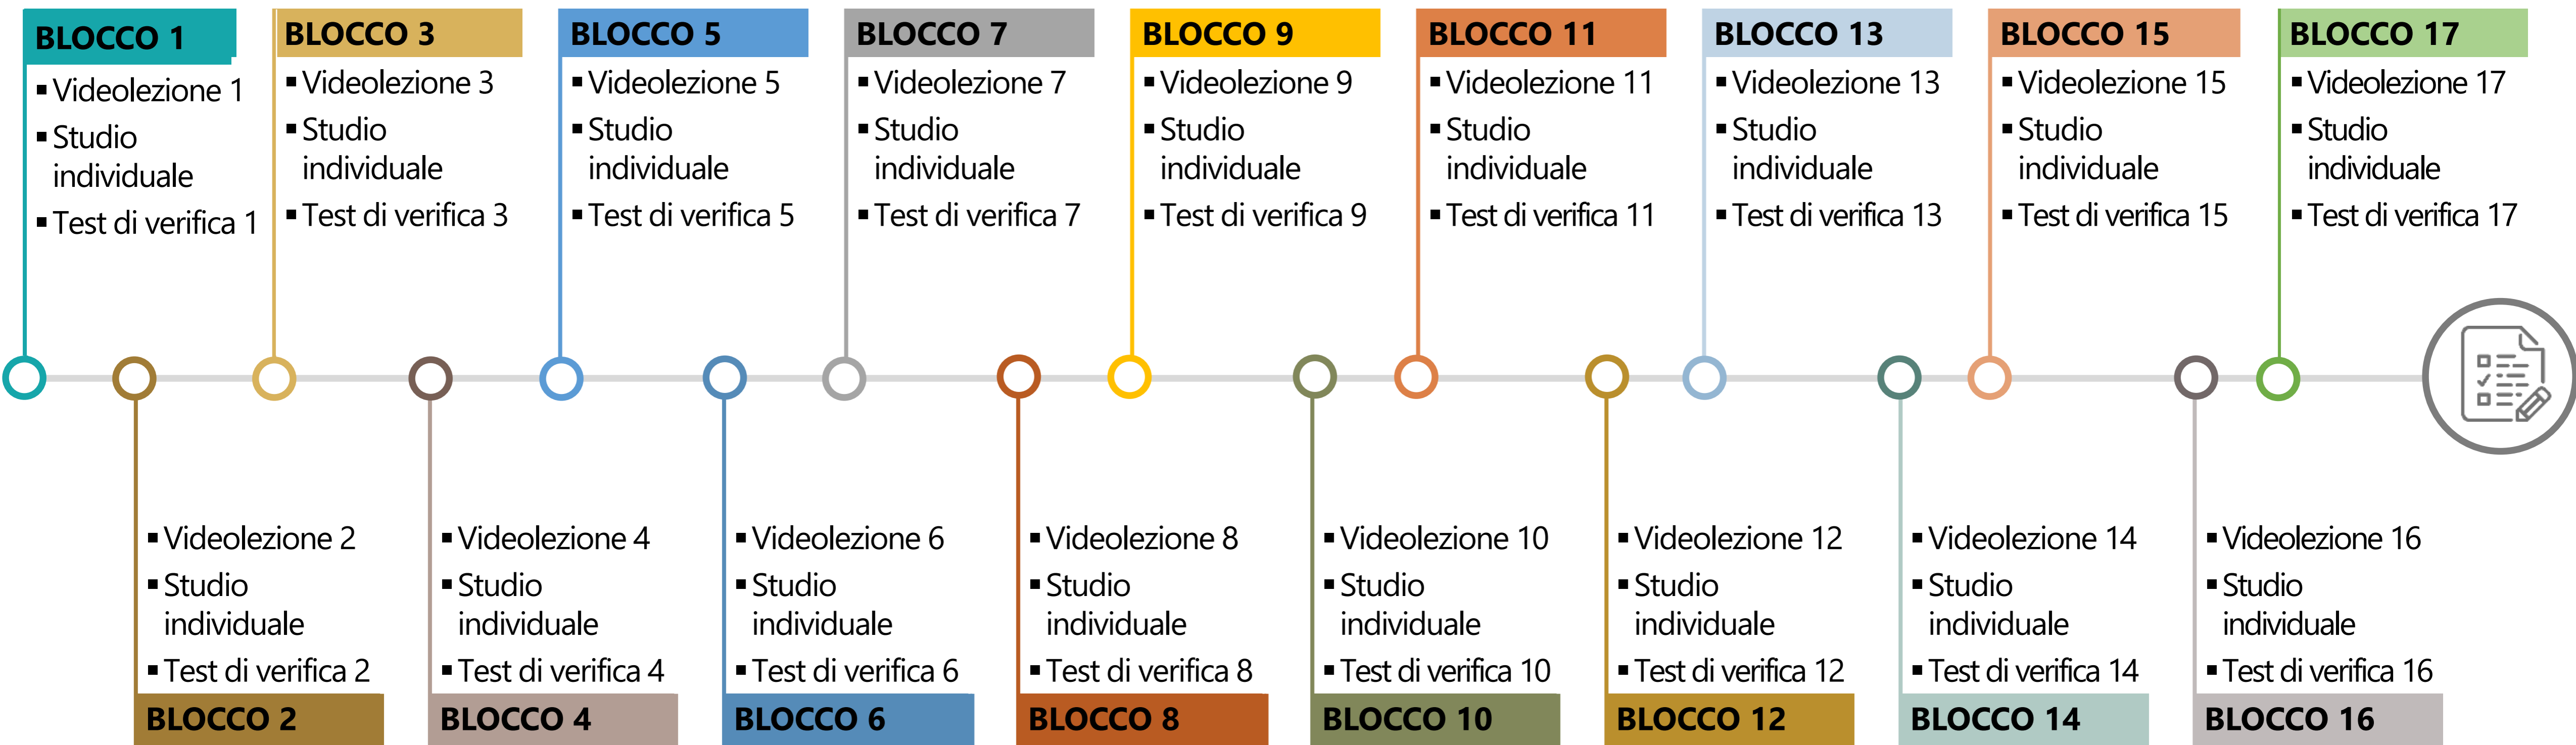 BLOCCO 1
▪ Videolezione 1
▪ Studio
individuale
▪ Test di verifica 1
BLOCCO 3
▪ Videolezione 3
▪ Studio
individuale
▪ Test di verifica 3
BLOCCO 5
▪ Videolezione 5
▪ Studio
individuale
▪ Test di verifica 5
BLOCCO 7
▪ Videolezione 7
▪ Studio
individuale
▪ Test di verifica 7
BLOCCO 9
▪ Videolezione 9
▪ Studio
individuale
▪ Test di verifica 9
BLOCCO 11
▪ Videolezione 11
▪ Studio
individuale
▪ Test di verifica 11
BLOCCO 13
▪ Videolezione 13
▪ Studio
individuale
▪ Test di verifica 13
BLOCCO 15
▪ Videolezione 15
▪ Studio
individuale
▪ Test di verifica 15
BLOCCO 17
▪ Videolezione 17
▪ Studio
individuale
▪ Test di verifica 17
▪ Videolezione 2
▪ Studio
individuale
▪ Test di verifica 2
BLOCCO 2
▪ Videolezione 4
▪ Studio
individuale
▪ Test di verifica 4
BLOCCO 4
▪ Videolezione 6
▪ Studio
individuale
▪ Test di verifica 6
BLOCCO 6
▪ Videolezione 8
▪ Studio
individuale
▪ Test di verifica 8
BLOCCO 8
▪ Videolezione 10
▪ Studio
individuale
▪ Test di verifica 10
BLOCCO 10
▪ Videolezione 12
▪ Studio
individuale
▪ Test di verifica 12
BLOCCO 12
▪ Videolezione 14
▪ Studio
individuale
▪ Test di verifica 14
BLOCCO 14
▪ Videolezione 16
▪ Studio
individuale
▪ Test di verifica 16
BLOCCO 16